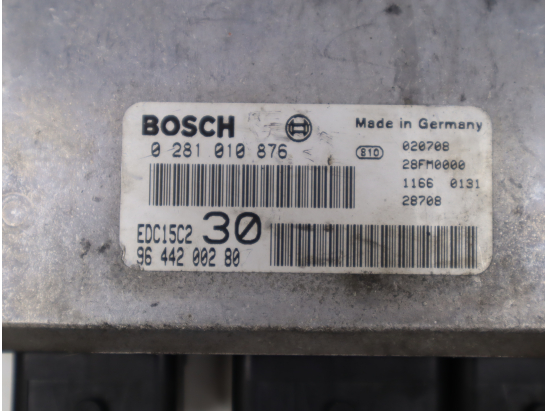 BOSCH
Made in Germany
0 281 010 876
810
020708
28FM0000
1166 0131
28708
EDC15C2 30
96 442 002 80